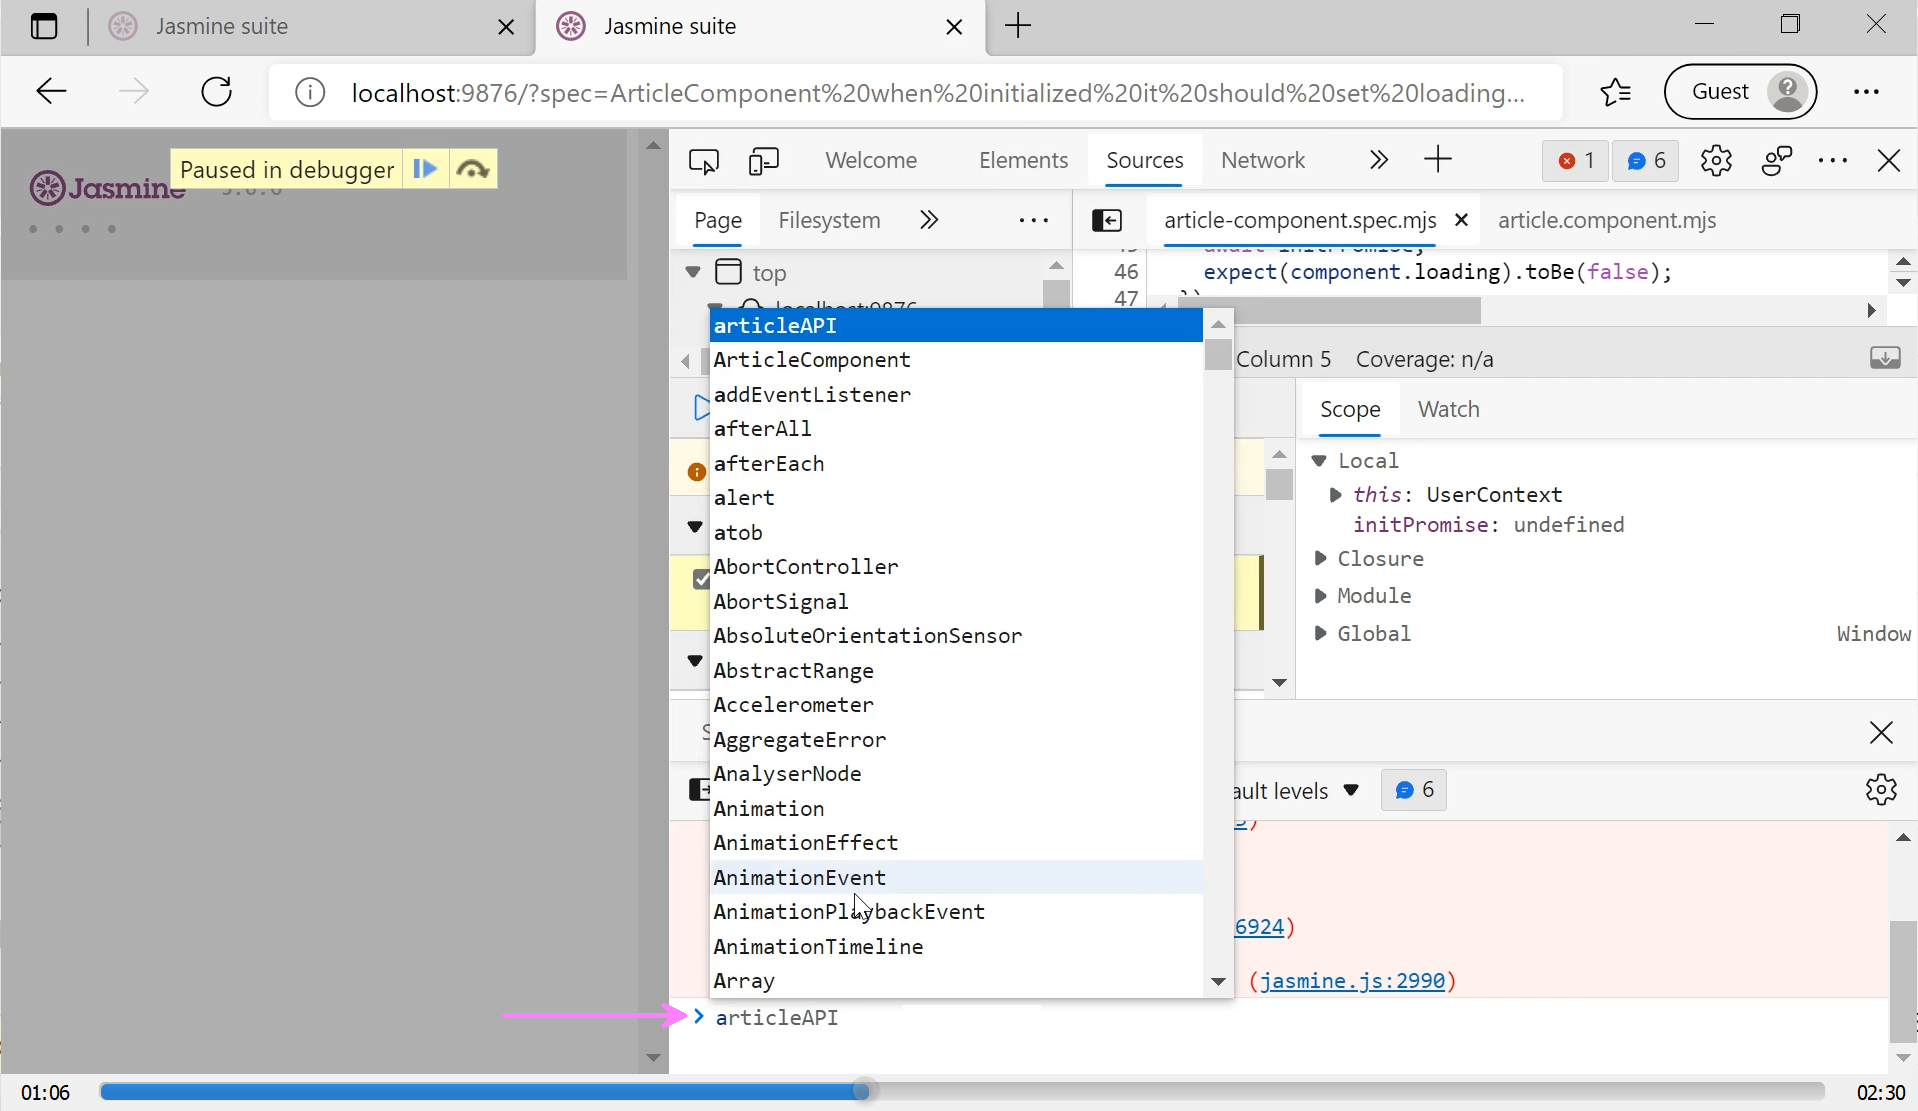 Jasmine suite
Jasmine suite
localhost:9876/?spec=ArticleComponent%20when%20initialized%20it%20should%20set%20loading...
Guest
Paused in debugger
Jasmine
Welcome
Elements
Sources
Network
1
6
Page
Filesystem
article-component.spec.mjs
article.component.mjs
top
46
expect(component.loading).toBe(false);
47
articleAPI
ArticleComponent
addEventListener
afterAll
afterEach
alert
atob
AbortController
AbortSignal
AbsoluteOrientationSensor
AbstractRange
Accelerometer
AggregateError
AnalyserNode
Animation
AnimationEffect
AnimationEvent
AnimationPlaybackEvent
AnimationTimeline
Array
Column 5 Coverage: n/a
Scope
Watch
Local
this: UserContext
initPromise: undefined
Closure
Module
Global
Window
ault levels
6
6924)
(jasmine.js:2990)
articleAPI
01:06
02:30